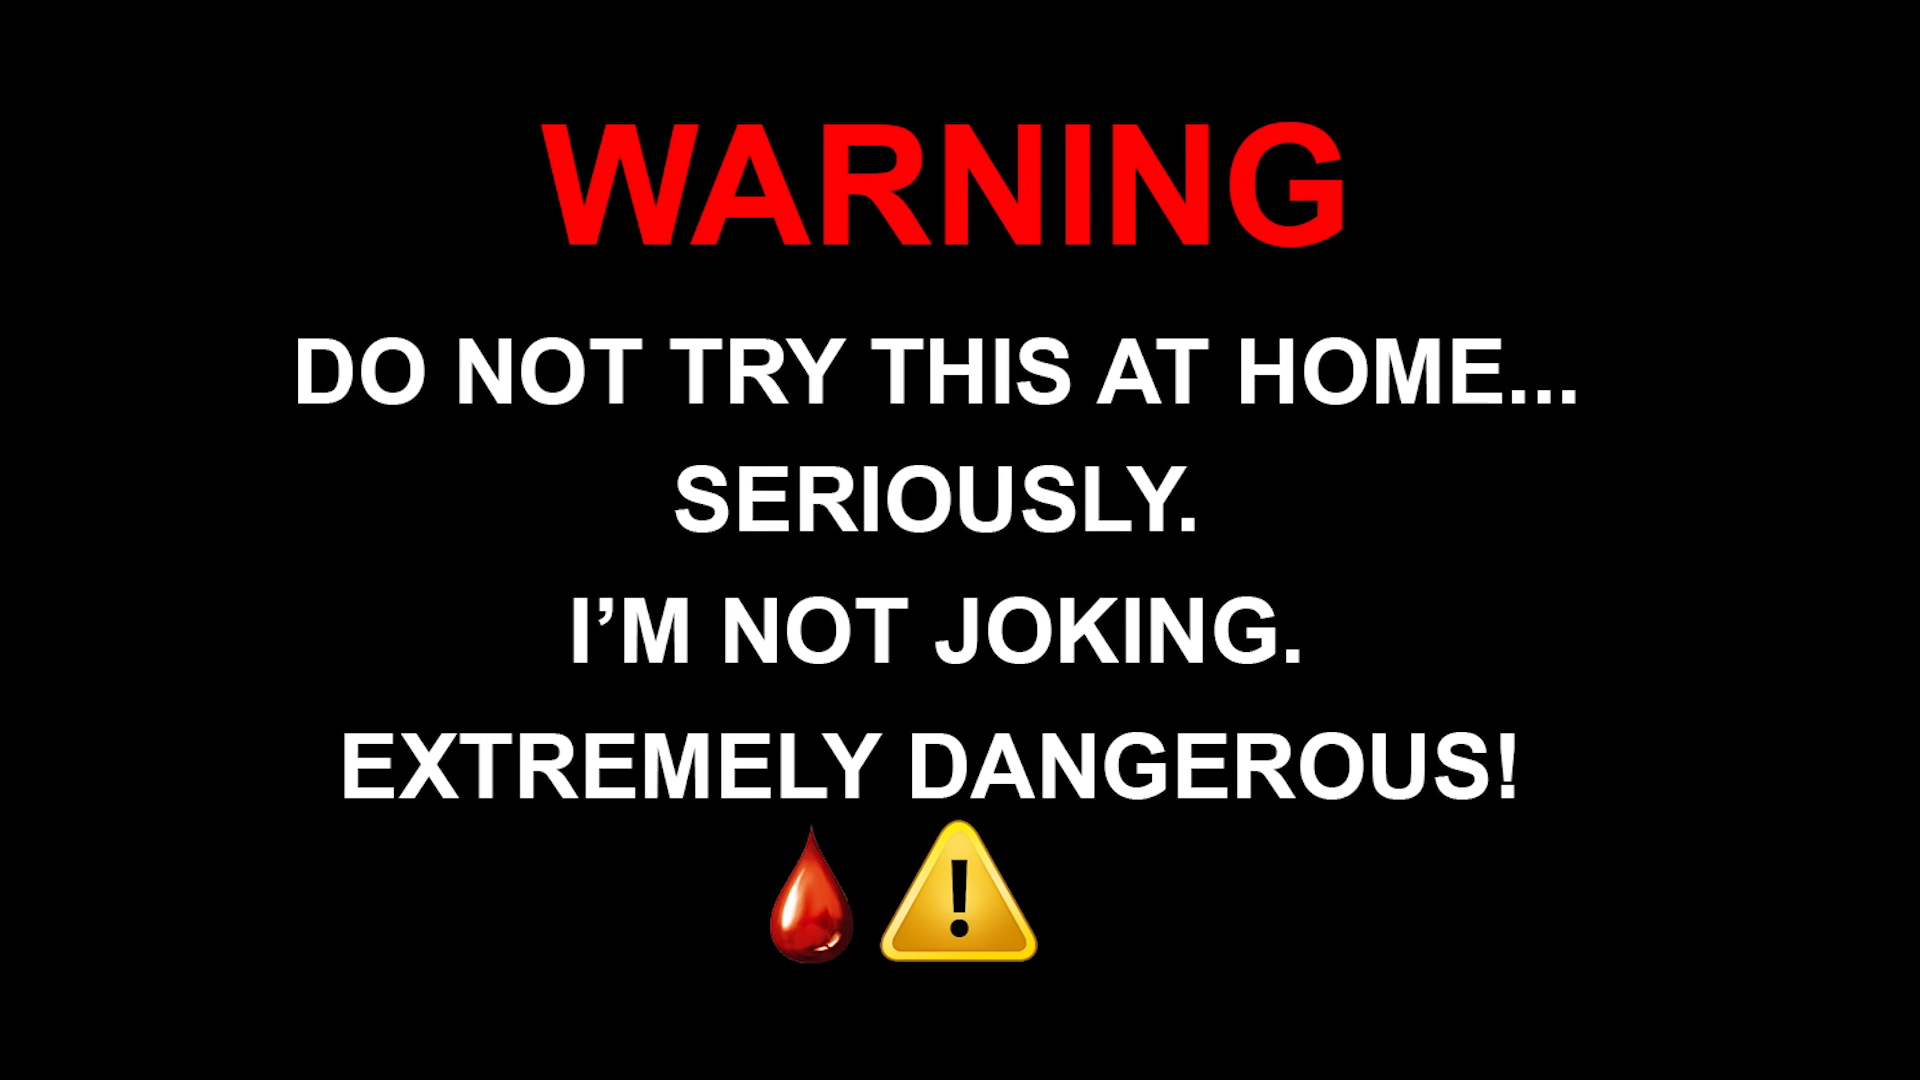 WARNING
DO NOT TRY THIS AT HOME...
SERIOUSLY.
I’M NOT JOKING.
EXTREMELY DANGEROUS!
!